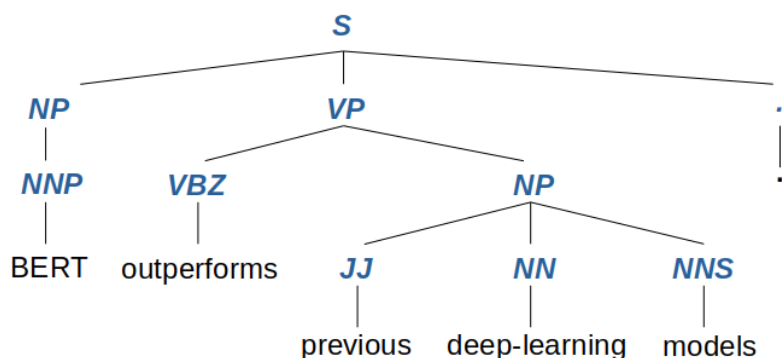 S
NP VP .
NNP VBZ NP .
BERT outperforms JJ NN NNS
previous deep-learning models